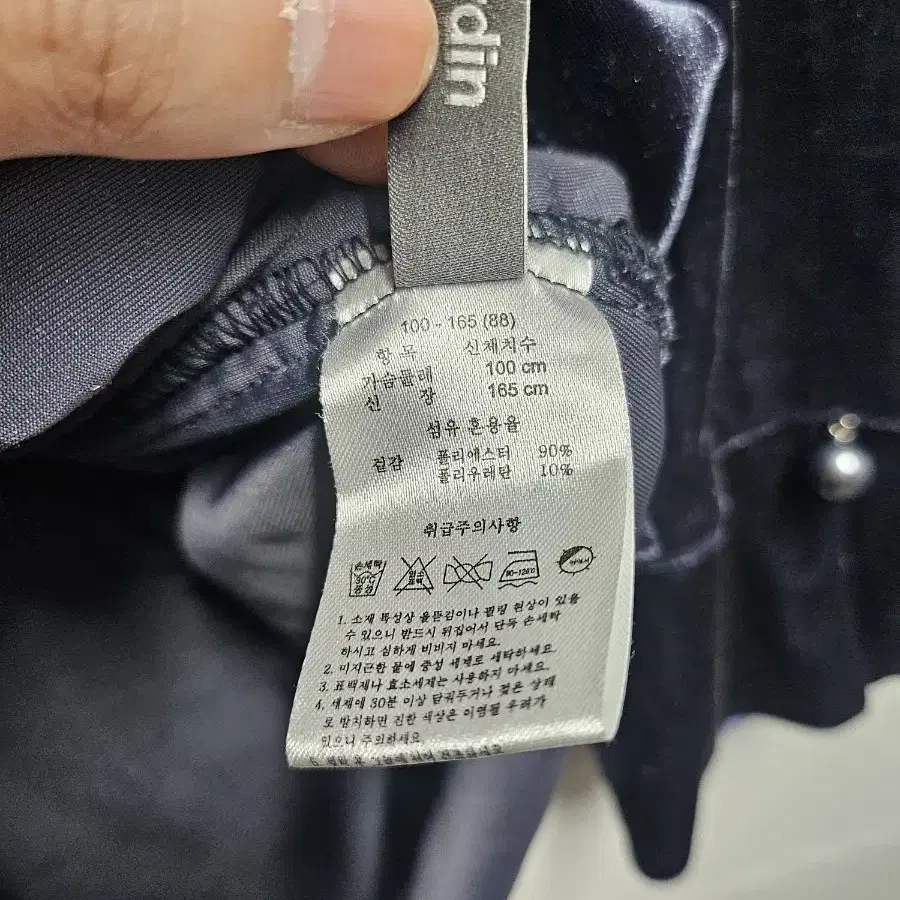 rdin
100 - 165 (88)
항 목 신체치수
가슴둘레 100 cm
신 장 165 cm
섬유 혼용율
겉감 폴리에스터 90%
폴리우레탄 10%
취급주의사항
손세탁
중성
80~120℃
1. 소재 특성상 올뜯김이나 필링 현상이 있을
수 있으니 반드시 뒤집어서 단독 손세탁
하시고 심하게 비비지 마세요.
2. 미지근한 물에 중성 세제로 세탁하세요.
3. 표백제나 효소세제는 사용하지 마세요.
4. 세제에 30분 이상 담궈두거나 젖은 상태
로 방치하면 진한 색상은 이염될 우려가
있으니 주의하세요.